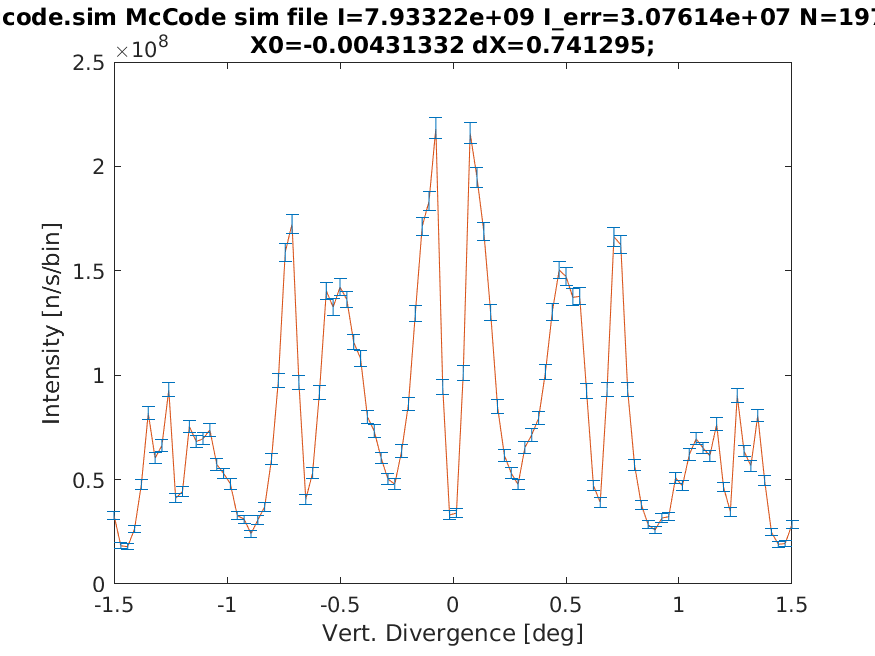 code.sim McCode sim file I=7.93322e+09 I_err=3.07614e+07 N=197
X0=-0.00431332 dX=0.741295;
×10^8
2.5
2
1.5
1
0.5
0
-1.5 -1 -0.5 0 0.5 1 1.5
Vert. Divergence [deg]
Intensity [n/s/bin]